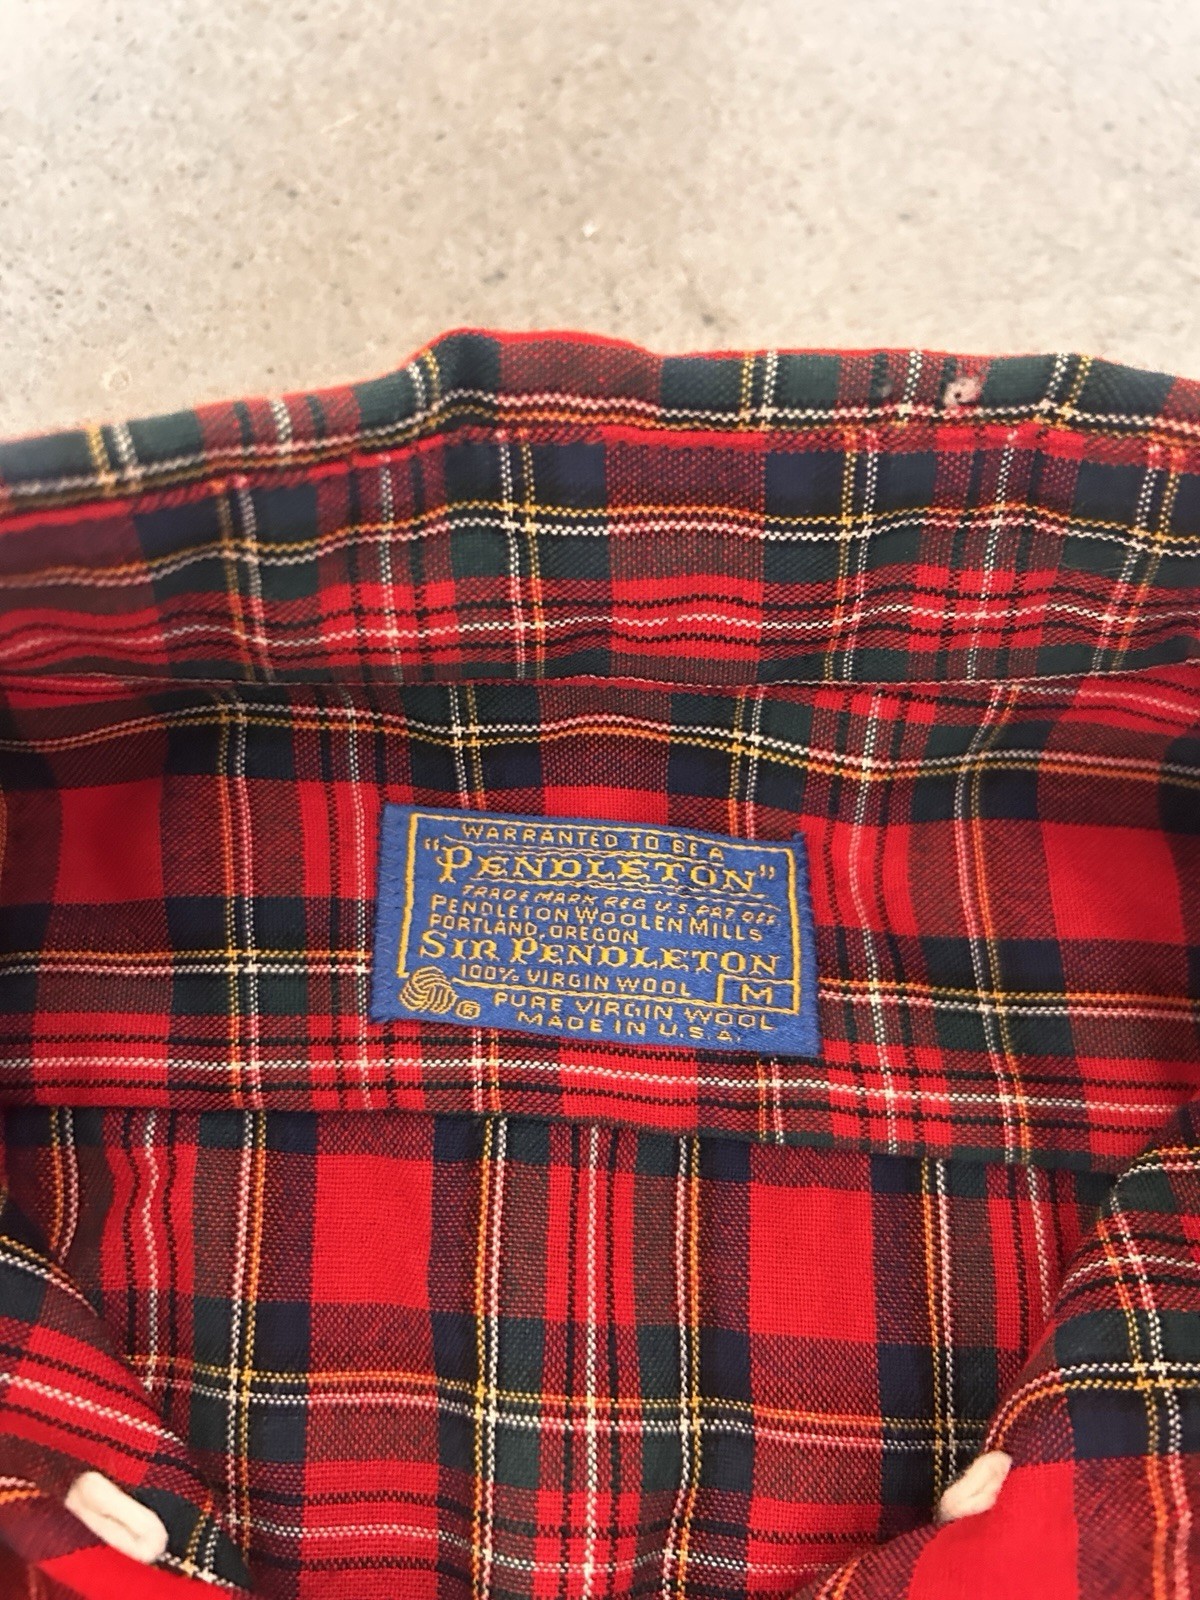 WARRANTED TO BE A
"PENDLETON"
TRADE MARK REG U.S. PAT OFF
PENDLETON WOOLEN MILLS
PORTLAND, OREGON
SIR PENDLETON
100% VIRGIN WOOL M
® PURE VIRGIN WOOL
MADE IN U.S.A.